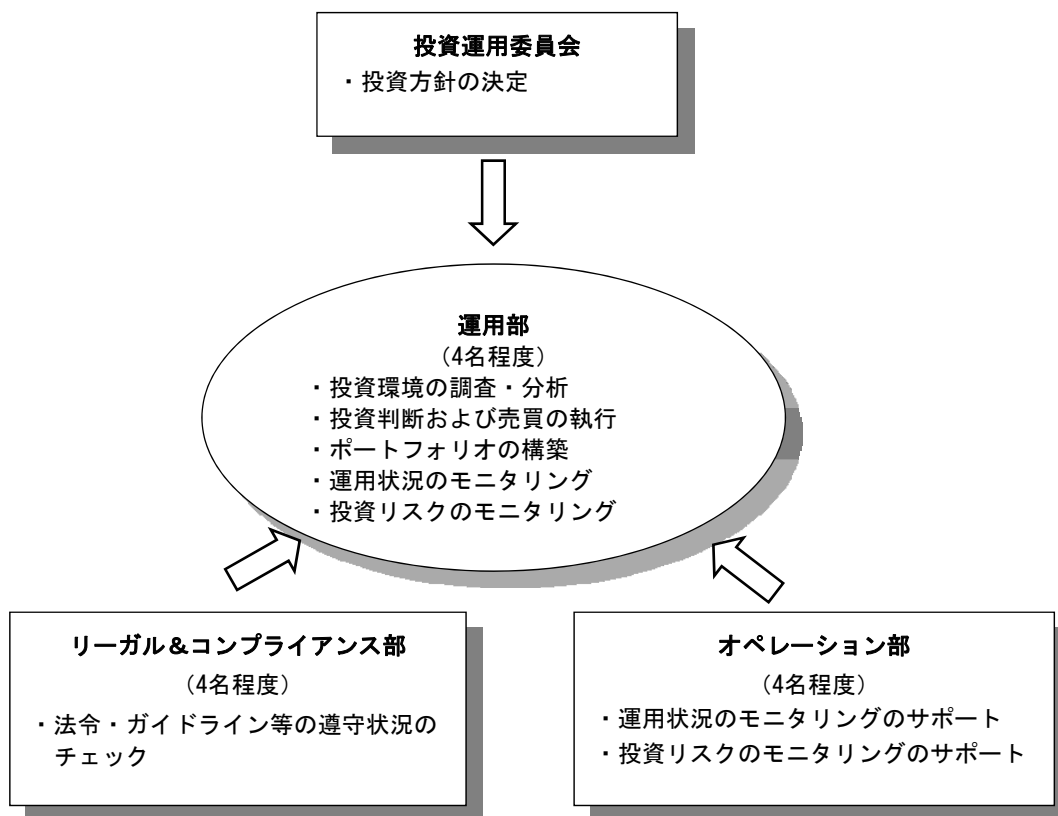 投資運用委員会
・投資方針の決定
運用部
（4名程度）
・投資環境の調査・分析
・投資判断および売買の執行
・ポートフォリオの構築
・運用状況のモニタリング
・投資リスクのモニタリング
リーガル＆コンプライアンス部
（4名程度）
・法令・ガイドライン等の遵守状況の
チェック
オペレーション部
（4名程度）
・運用状況のモニタリングのサポート
・投資リスクのモニタリングのサポート